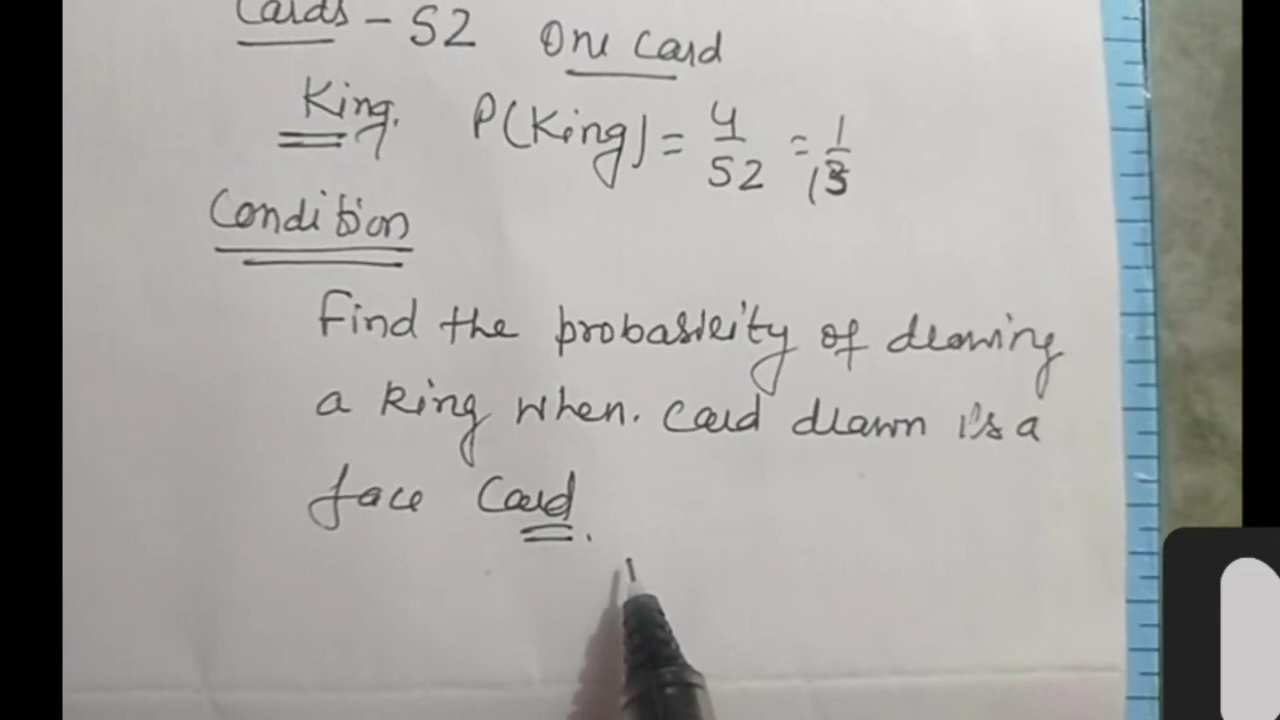 Cards - 52 One Card
King. P(King) = 4/52 = 1/13
Condition
Find the probability of drawing
a King when. Card drawn is a
face Card.